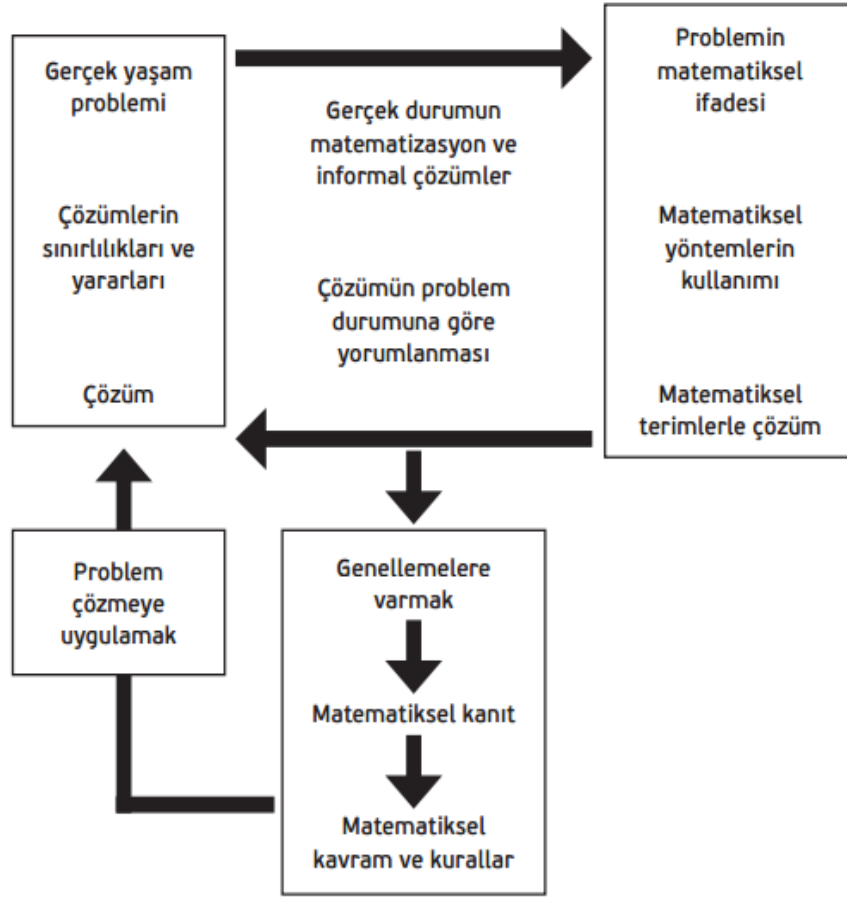 Gerçek yaşam
problemi
Çözümlerin
sınırlılıkları ve
yararları
Çözüm
Gerçek durumun
matematizasyon ve
informal çözümler
Çözümün problem
durumuna göre
yorumlanması
Problemin
matematiksel
ifadesi
Matematiksel
yöntemlerin
kullanımı
Matematiksel
terimlerle çözüm
Problem
çözmeye
uygulamak
Genellemelere
varmak
Matematiksel kanıt
Matematiksel
kavram ve kurallar